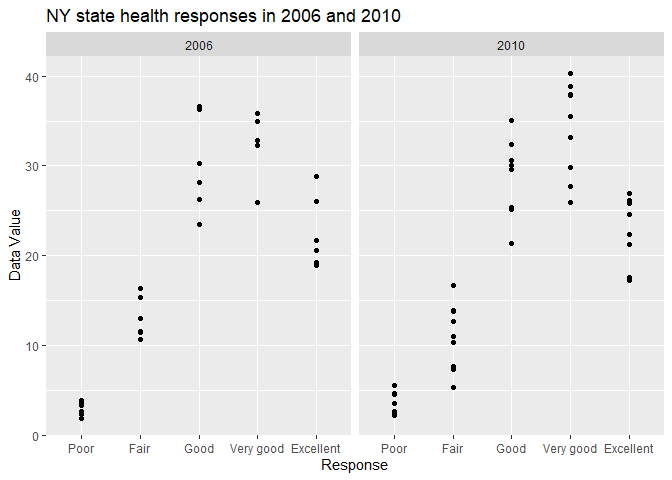 NY state health responses in 2006 and 2010
2006 2010
40
30
20
10
0
Data Value
Poor Fair Good Very good Excellent Poor Fair Good Very good Excellent
Response